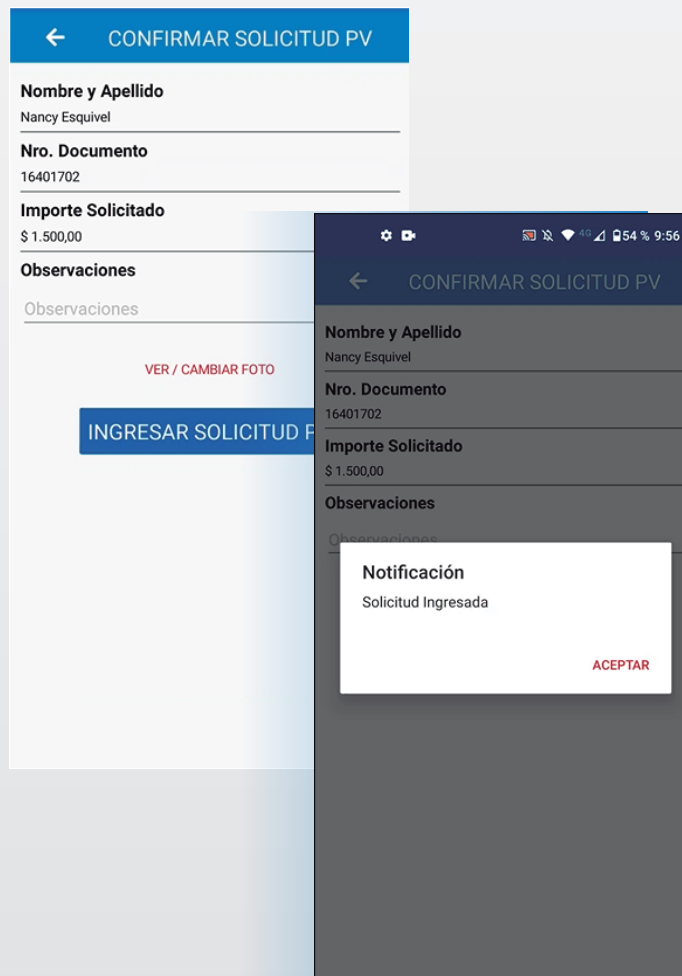 CONFIRMAR SOLICITUD PV
Nombre y Apellido
Nancy Esquivel
Nro. Documento
16401702
Importe Solicitado
$ 1.500,00
Observaciones
Observaciones
VER / CAMBIAR FOTO
INGRESAR SOLICITUD
4G 54 % 9:56
CONFIRMAR SOLICITUD PV
Nombre y Apellido
Nancy Esquivel
Nro. Documento
16401702
Importe Solicitado
$ 1.500,00
Observaciones
Observaciones
Notificación
Solicitud Ingresada
ACEPTAR